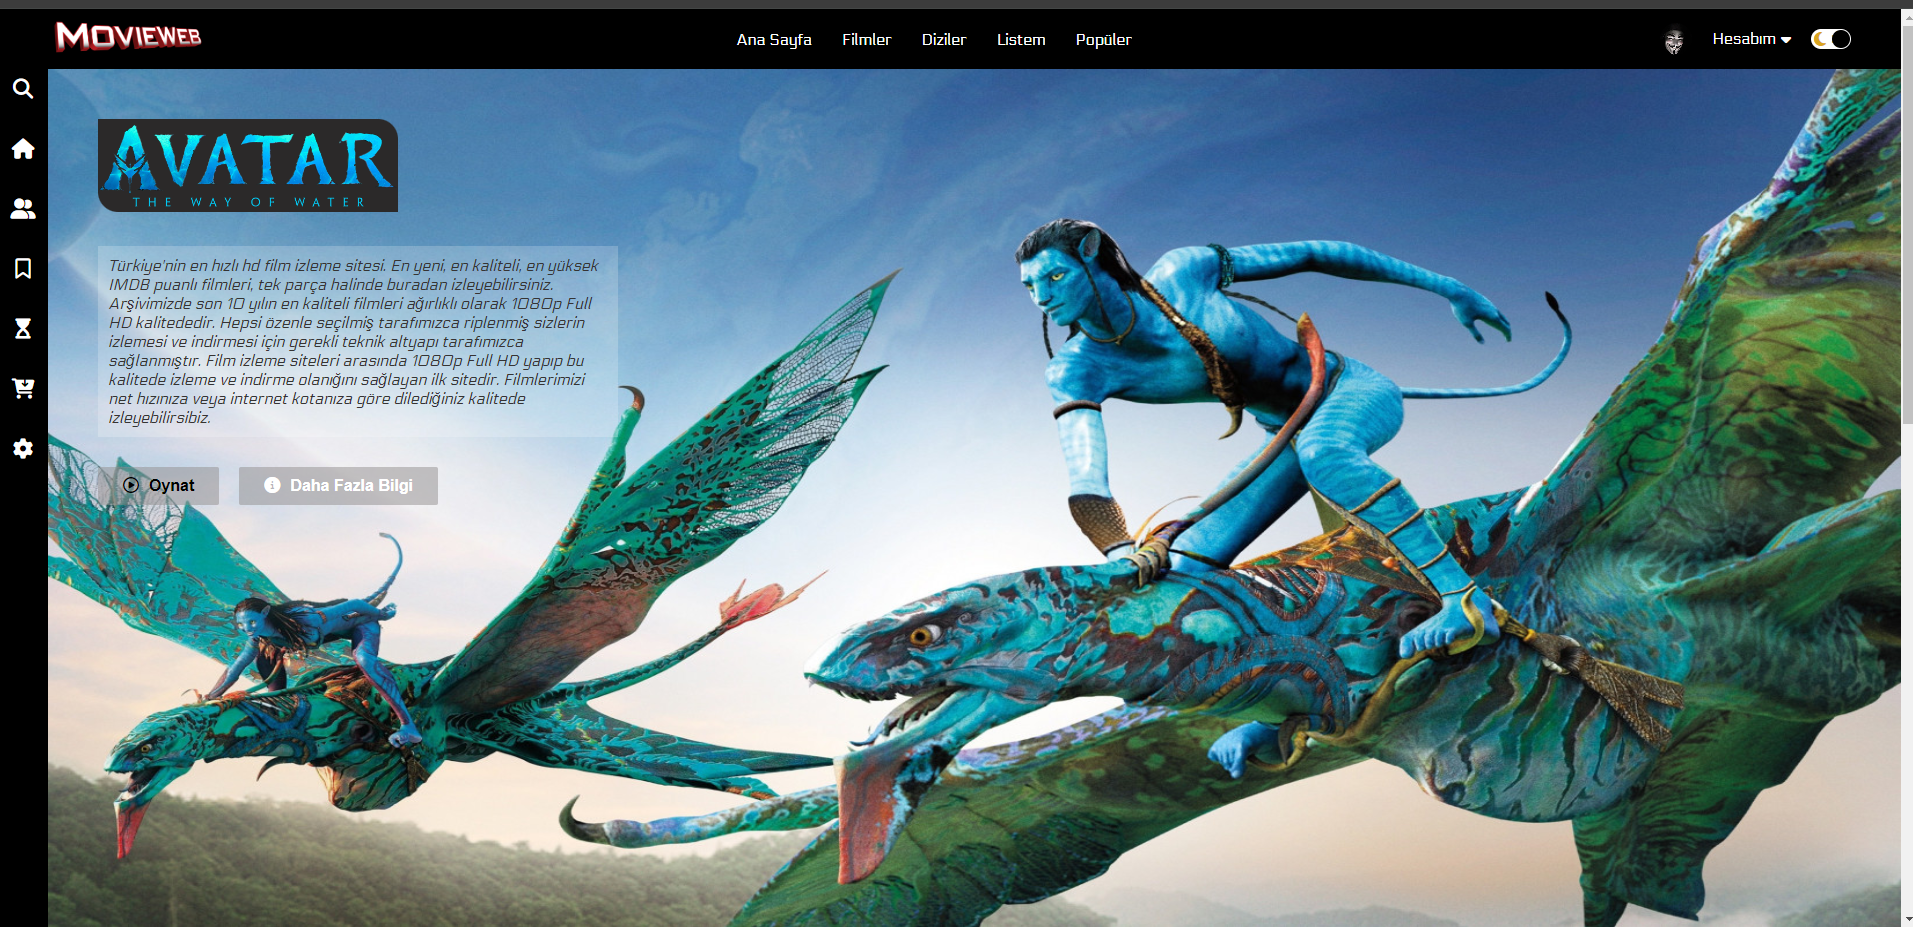 MOVIEWEB
Ana Sayfa Filmler Diziler Listem Popüler
Hesabım
AVATAR
THE WAY OF WATER
Türkiye'nin en hızlı hd film izleme sitesi. En yeni, en kaliteli, en yüksek
IMDB puanlı filmleri, tek parça halinde buradan izleyebilirsiniz.
Arşivimizde son 10 yılın en kaliteli filmleri ağırlıklı olarak 1080p Full
HD kalitededir. Hepsi özenle seçilmiş tarafımızca riplenmiş sizlerin
izlemesi ve indirmesi için gerekli teknik altyapı tarafımızca
sağlanmıştır. Film izleme siteleri arasında 1080p Full HD yapıp bu
kalitede izleme ve indirme olanığını sağlayan ilk sitedir. Filmlerimizi
net hızınıza veya internet kotanıza göre dilediğiniz kalitede
izleyebilirsibiz.
Oynat
Daha Fazla Bilgi